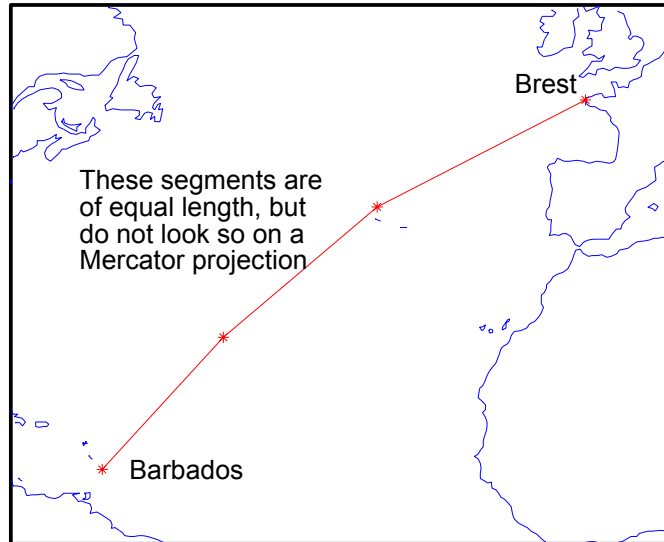 Brest
These segments are
of equal length, but
do not look so on a
Mercator projection
Barbados